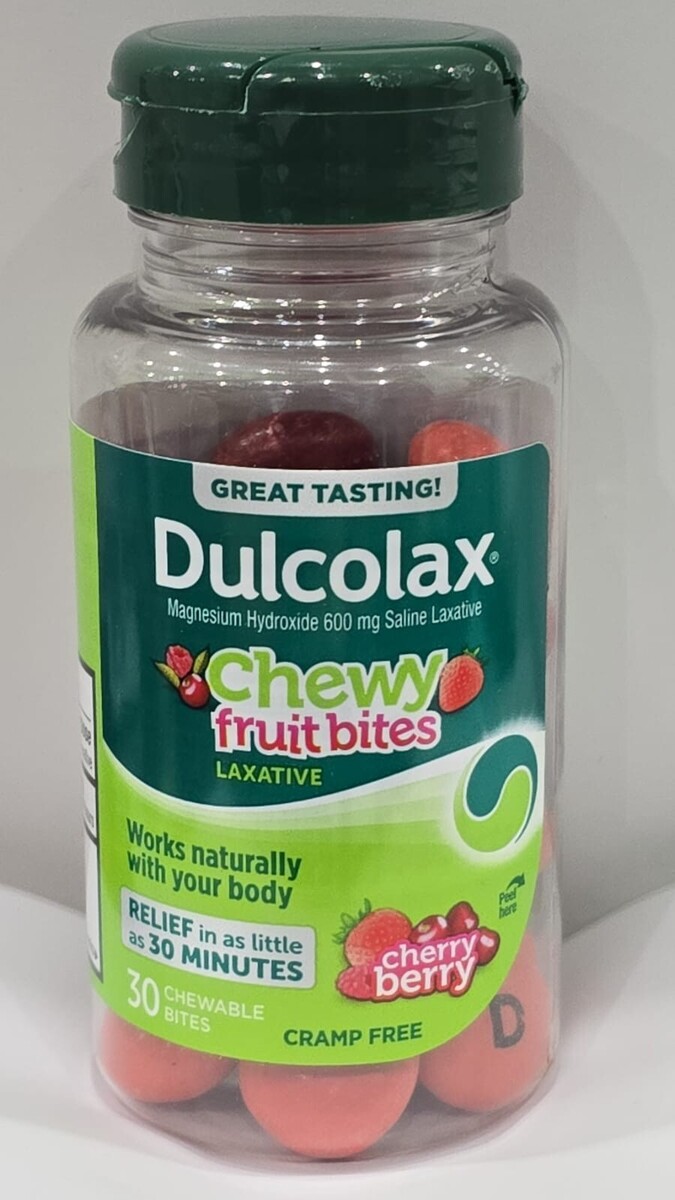 GREAT TASTING!
Dulcolax®
Magnesium Hydroxide 600 mg Saline Laxative
Chewy
fruit bites
LAXATIVE
Works naturally
with your body
RELIEF in as little
as 30 MINUTES
30 CHEWABLE
BITES
cherry
berry
CRAMP FREE
Peel
here
D